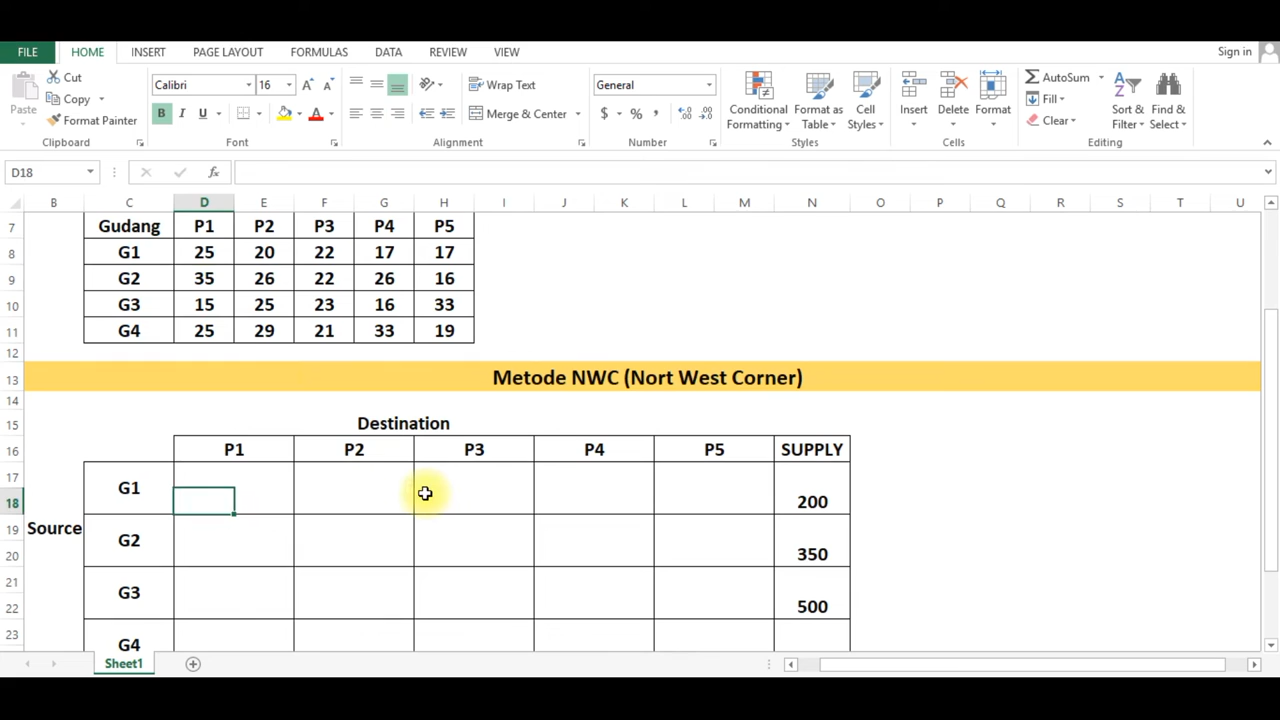 FILE HOME INSERT PAGE LAYOUT FORMULAS DATA REVIEW VIEW Sign in
Paste Cut Copy Format Painter Clipboard
Calibri 16 B I U A Font
Wrap Text Merge & Center Alignment
General $ % , Number
Conditional Formatting Format as Table Cell Styles Styles
Insert Delete Format Cells
AutoSum Fill Clear Sort & Filter Find & Select Editing
D18 fx
B C D E F G H I J K L M N O P Q R S T U
7 Gudang P1 P2 P3 P4 P5
8 G1 25 20 22 17 17
9 G2 35 26 22 26 16
10 G3 15 25 23 16 33
11 G4 25 29 21 33 19
12
13 Metode NWC (Nort West Corner)
14
15 Destination
16 P1 P2 P3 P4 P5 SUPPLY
17 G1
18 200
19 Source G2
20 350
21 G3
22 500
23 G4
Sheet1